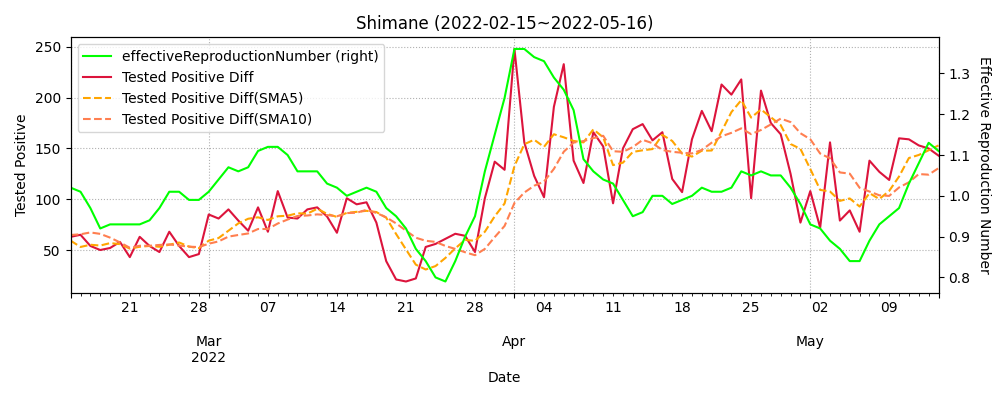 Shimane (2022-02-15~2022-05-16)
effectiveReproductionNumber (right)
Tested Positive Diff
Tested Positive Diff(SMA5)
Tested Positive Diff(SMA10)
Tested Positive
250
200
150
100
50
1.3
1.2
1.1
1.0
0.9
0.8
Effective Reproduction Number
21 28 07 14 21 28 04 11 18 25 02 09
Mar Apr May
2022
Date